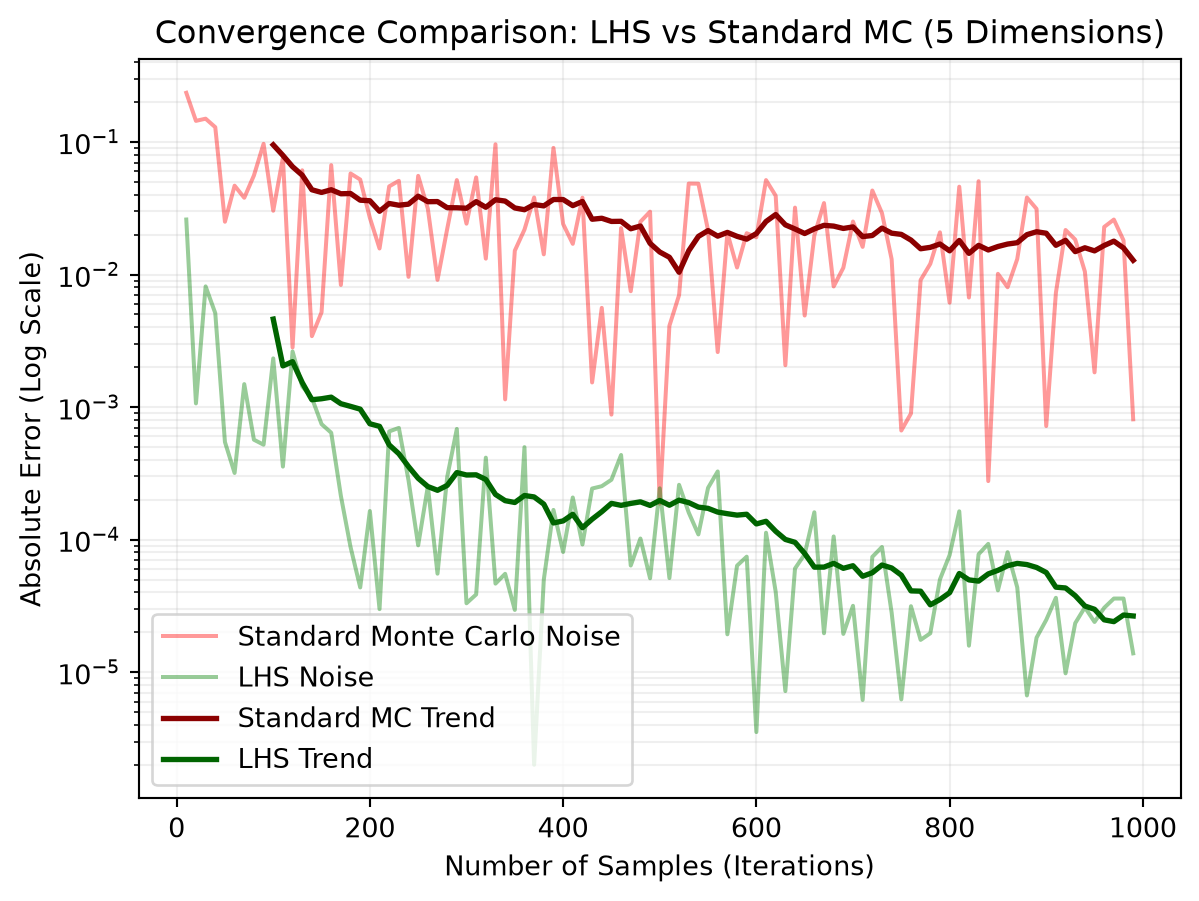 Convergence Comparison: LHS vs Standard MC (5 Dimensions)
Absolute Error (Log Scale)
10⁻¹
10⁻²
10⁻³
10⁻⁴
10⁻⁵
Standard Monte Carlo Noise
LHS Noise
Standard MC Trend
LHS Trend
0 200 400 600 800 1000
Number of Samples (Iterations)